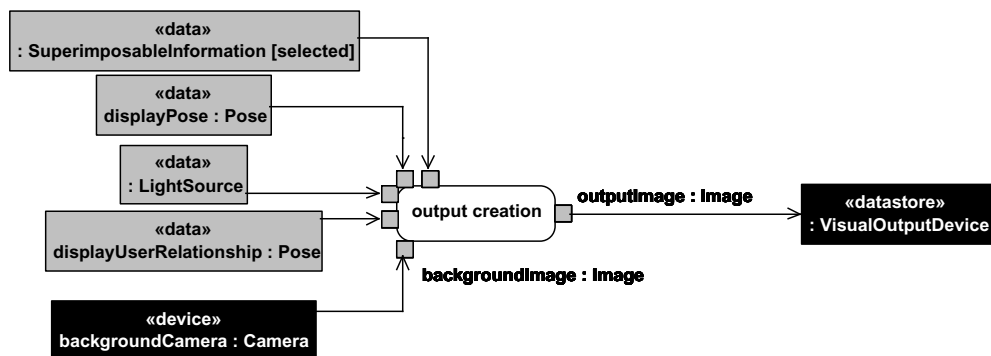 «data»
: SuperimposableInformation [selected]
«data»
displayPose : Pose
«data»
: LightSource
«data»
displayUserRelationship : Pose
«device»
backgroundCamera : Camera
output creation
backgroundImage : Image
outputImage : Image
«datastore»
: VisualOutputDevice